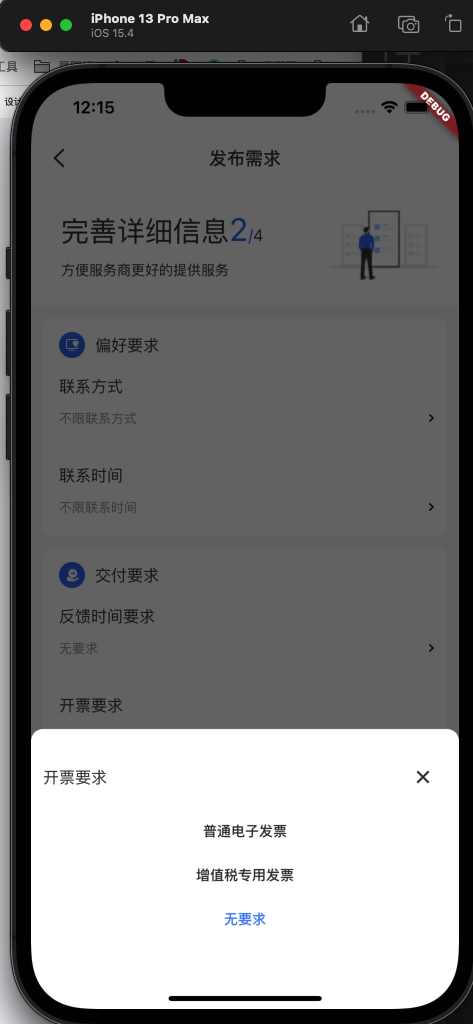 iPhone 13 Pro Max
iOS 15.4
工具
设计
12:15
DEBUG
发布需求
完善详细信息2/4
方便服务商更好的提供服务
偏好要求
联系方式
不限联系方式
联系时间
不限联系时间
交付要求
反馈时间要求
无要求
开票要求
开票要求
普通电子发票
增值税专用发票
无要求